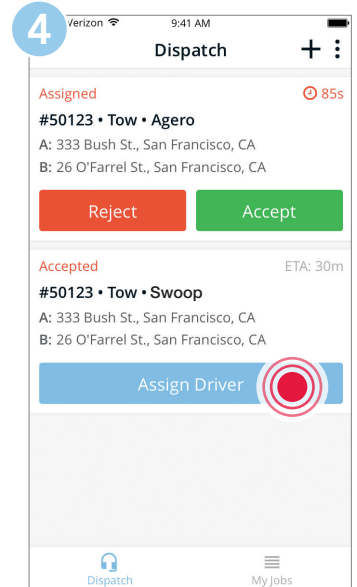 4
Verizon 9:41 AM
Dispatch
Assigned 85s
#50123 • Tow • Agero
A: 333 Bush St., San Francisco, CA
B: 26 O'Farrel St., San Francisco, CA
Reject Accept
Accepted ETA: 30m
#50123 • Tow • Swoop
A: 333 Bush St., San Francisco, CA
B: 26 O'Farrel St., San Francisco, CA
Assign Driver
Dispatch My Jobs